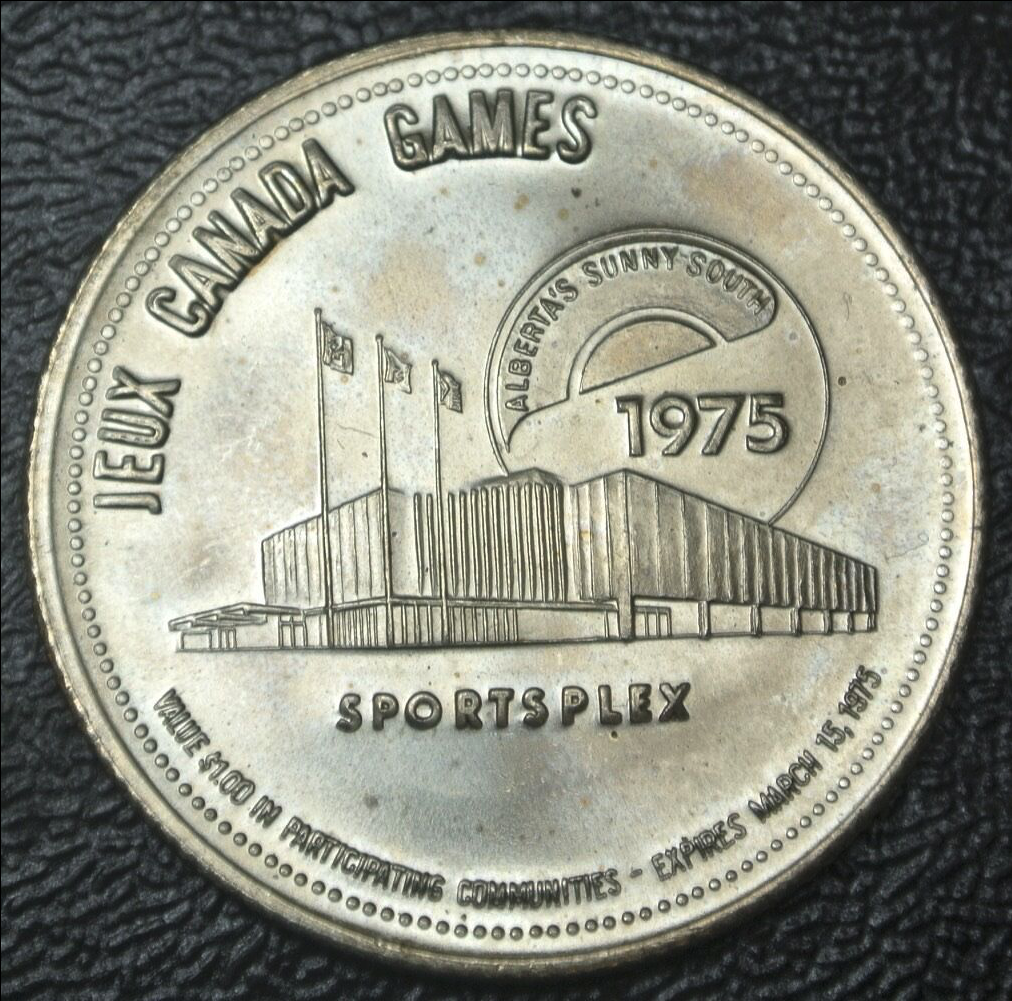 JEUX CANADA GAMES
ALBERTA'S SUNNY SOUTH
1975
SPORTSPLEX
VALUE $1.00 IN PARTICIPATING COMMUNITIES - EXPIRES MARCH 15, 1975